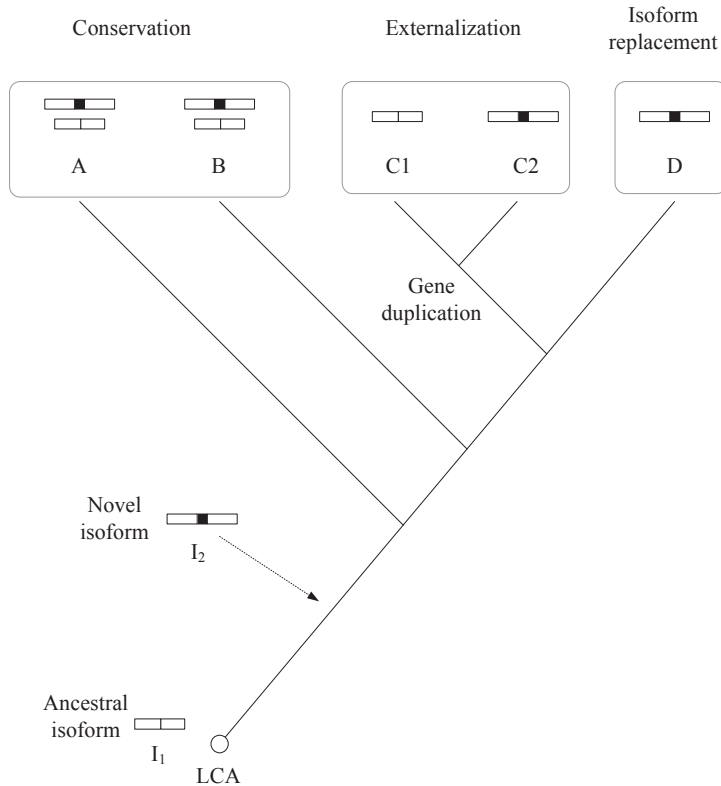 Conservation
Externalization
Isoform
replacement
A
B
C1
C2
D
Gene
duplication
Novel
isoform
I2
Ancestral
isoform
I1
LCA